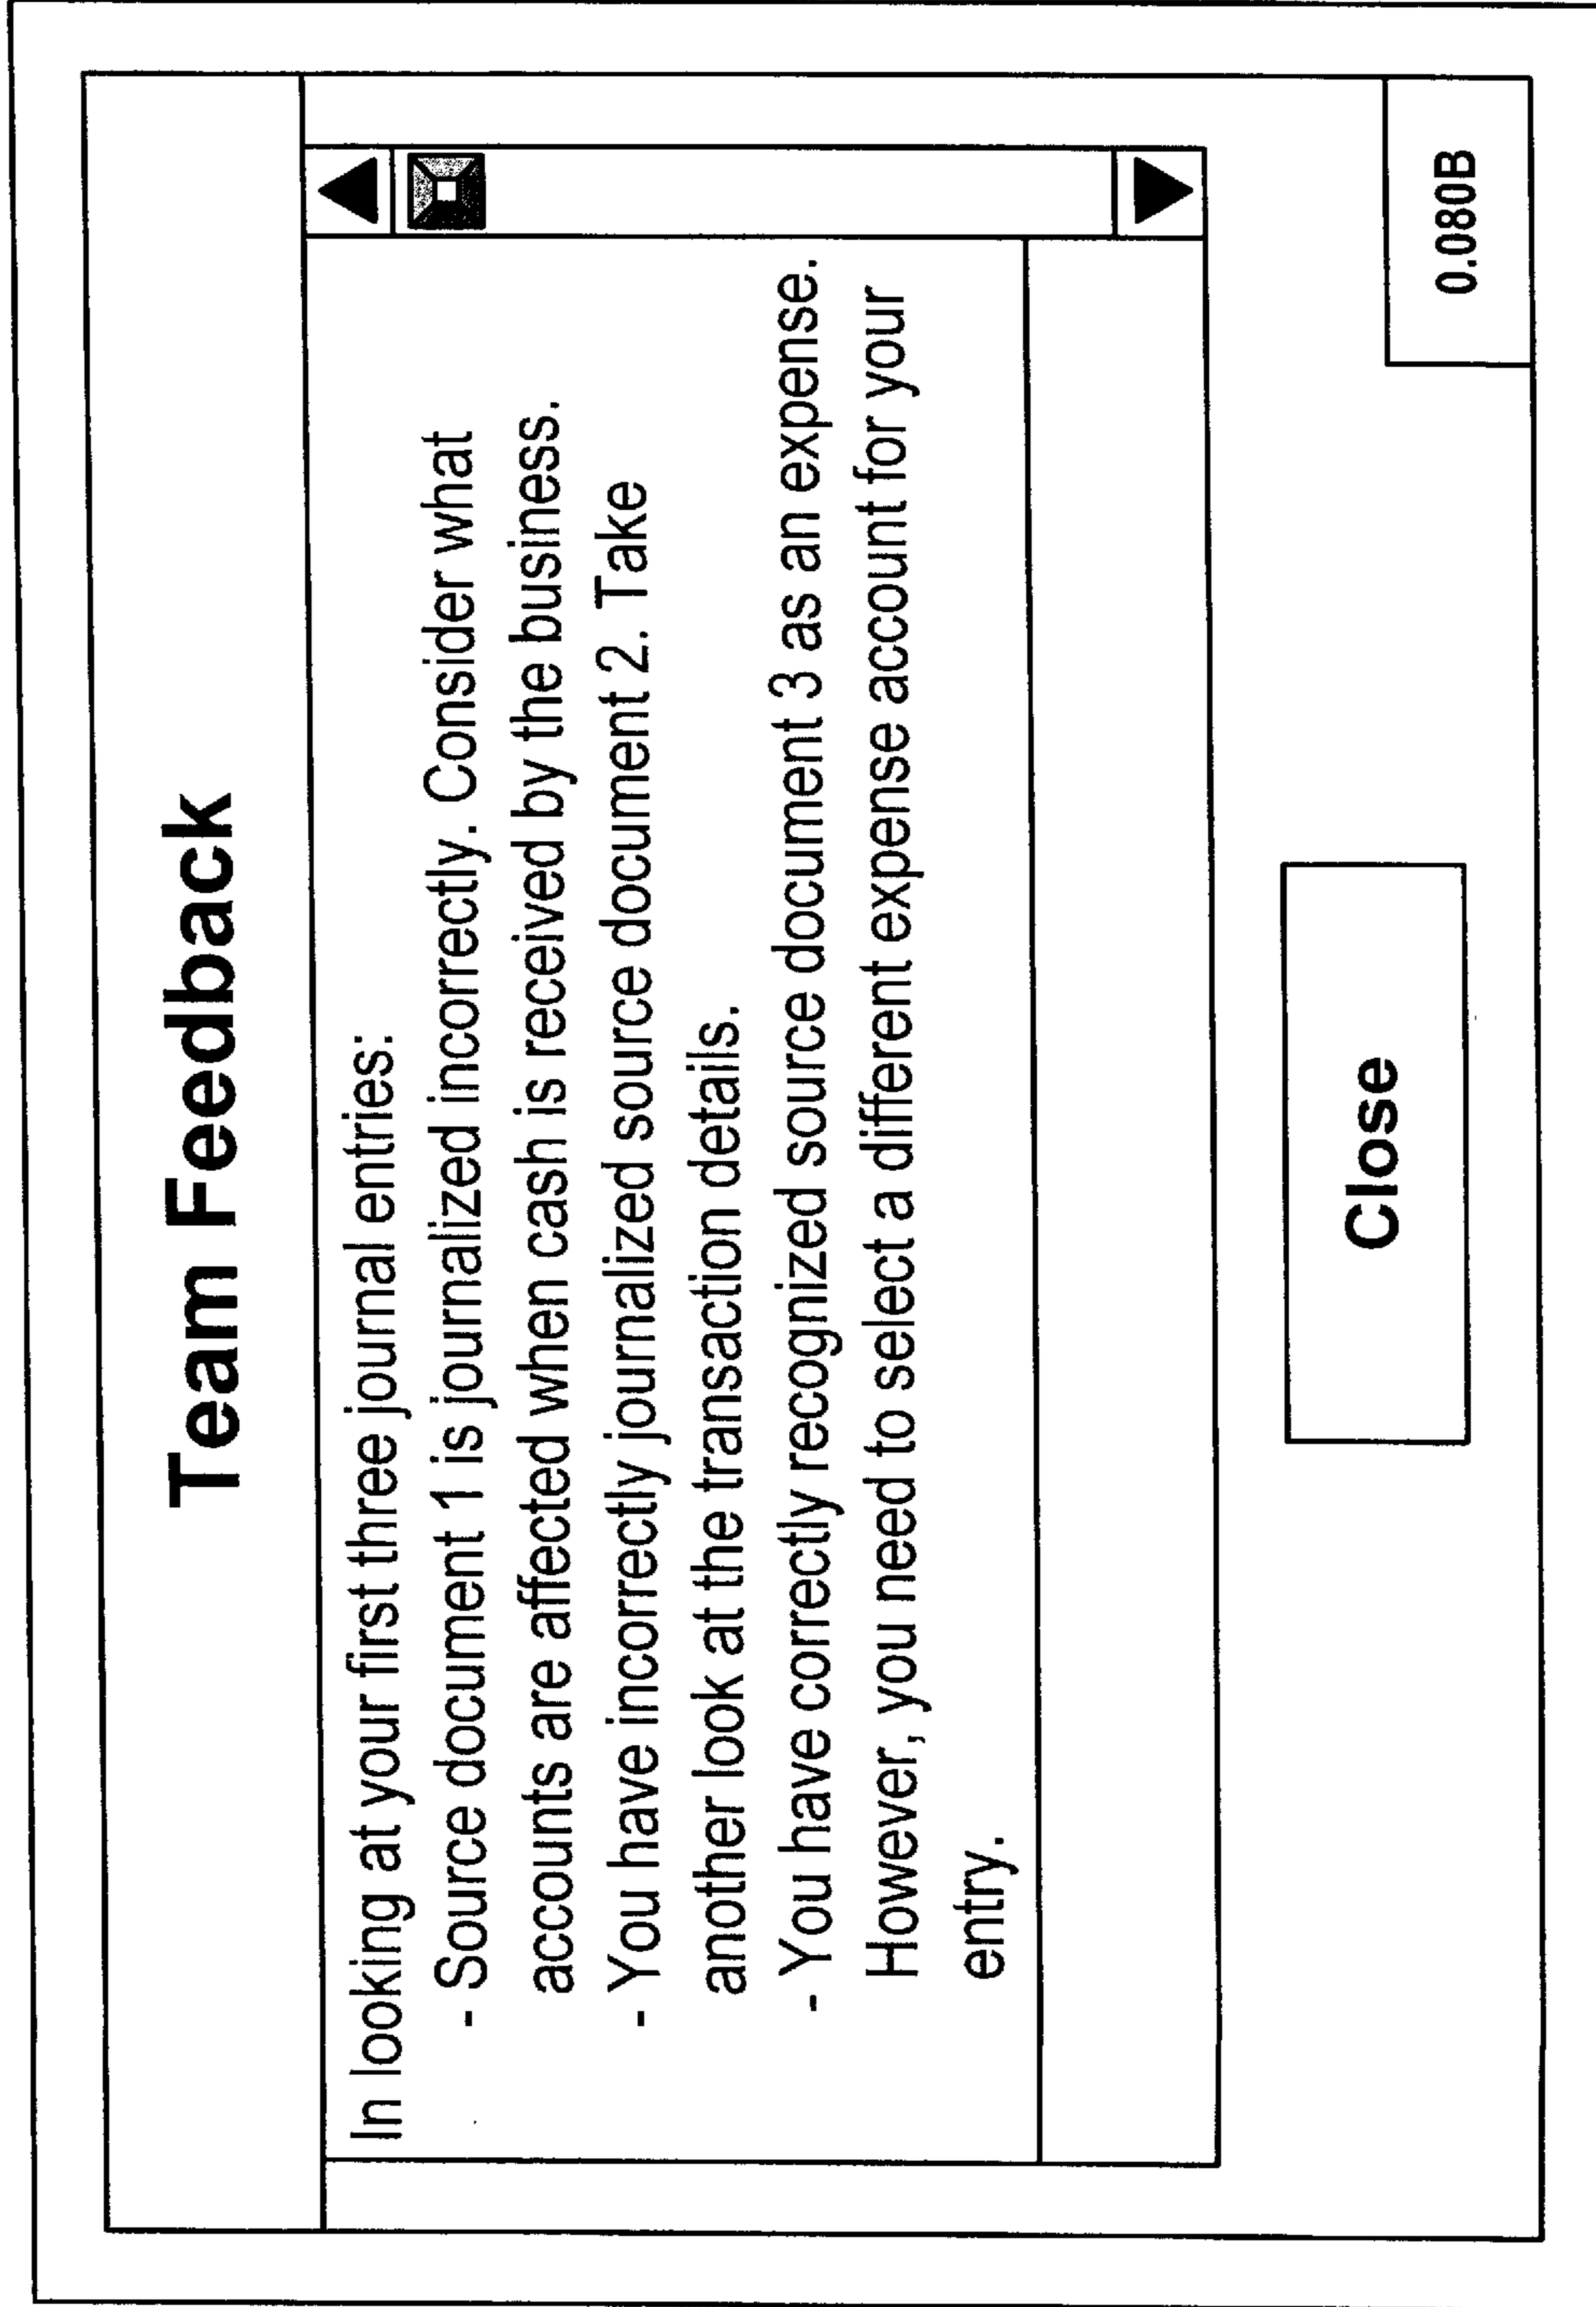 Team Feedback
In looking at your first three journal entries:
- Source document 1 is journalized incorrectly. Consider what
accounts are affected when cash is received by the business.
- You have incorrectly journalized source document 2. Take
another look at the transaction details.
- You have correctly recognized source document 3 as an expense.
However, you need to select a different expense account for your
entry.
Close
0.080B